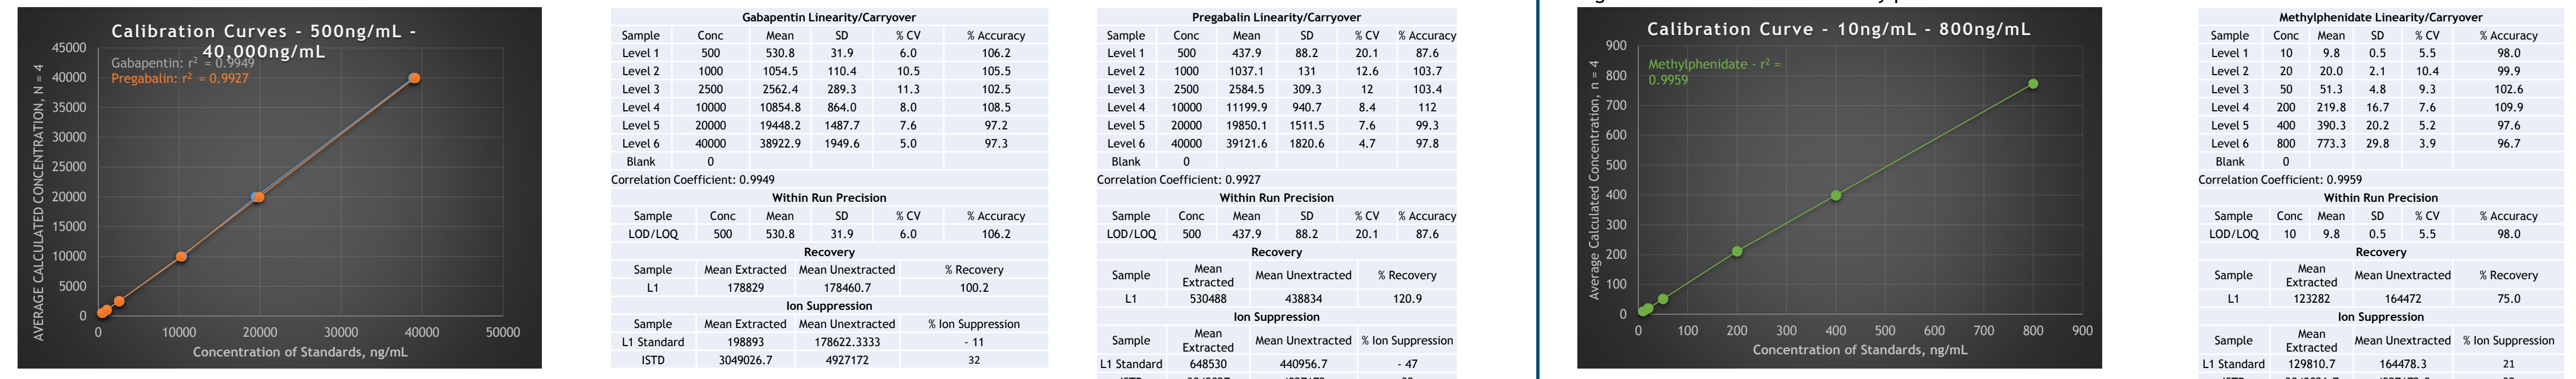 Calibration Curves - 500ng/mL -
40,000ng/mL
Gabapentin: r² = 0.9949
Pregabalin: r² = 0.9927
AVERAGE CALCULATED CONCENTRATION, N = 4
45000
40000
35000
30000
25000
20000
15000
10000
5000
0
0 10000 20000 30000 40000 50000
Concentration of Standards, ng/mL
Gabapentin Linearity/Carryover
Sample Conc Mean SD % CV % Accuracy
Level 1 500 530.8 31.9 6.0 106.2
Level 2 1000 1054.5 110.4 10.5 105.5
Level 3 2500 2562.4 289.3 11.3 102.5
Level 4 10000 10854.8 864.0 8.0 108.5
Level 5 20000 19448.2 1487.7 7.6 97.2
Level 6 40000 38922.9 1949.6 5.0 97.3
Blank 0
Correlation Coefficient: 0.9949
Within Run Precision
Sample Conc Mean SD % CV % Accuracy
LOD/LOQ 500 530.8 31.9 6.0 106.2
Recovery
Sample Mean Extracted Mean Unextracted % Recovery
L1 178829 178460.7 100.2
Ion Suppression
Sample Mean Extracted Mean Unextracted % Ion Suppression
L1 Standard 198893 178622.3333 - 11
ISTD 3049026.7 4927172 32
Pregabalin Linearity/Carryover
Sample Conc Mean SD % CV % Accuracy
Level 1 500 437.9 88.2 20.1 87.6
Level 2 1000 1037.1 131 12.6 103.7
Level 3 2500 2584.5 309.3 12 103.4
Level 4 10000 11199.9 940.7 8.4 112
Level 5 20000 19850.1 1511.5 7.6 99.3
Level 6 40000 39121.6 1820.6 4.7 97.8
Blank 0
Correlation Coefficient: 0.9927
Within Run Precision
Sample Conc Mean SD % CV % Accuracy
LOD/LOQ 500 437.9 88.2 20.1 87.6
Recovery
Sample Mean Extracted Mean Unextracted % Recovery
L1 530488 438834 120.9
Ion Suppression
Sample Mean Extracted Mean Unextracted % Ion Suppression
L1 Standard 648530 440956.7 - 47
Calibration Curve - 10ng/mL - 800ng/mL
Methylphenidate - r² =
0.9959
Average Calculated Concentration, n = 4
900
800
700
600
500
400
300
200
100
0
0 100 200 300 400 500 600 700 800 900
Concentration of Standards, ng/mL
Methylphenidate Linearity/Carryover
Sample Conc Mean SD % CV % Accuracy
Level 1 10 9.8 0.5 5.5 98.0
Level 2 20 20.0 2.1 10.4 99.9
Level 3 50 51.3 4.8 9.3 102.6
Level 4 200 219.8 16.7 7.6 109.9
Level 5 400 390.3 20.2 5.2 97.6
Level 6 800 773.3 29.8 3.9 96.7
Blank 0
Correlation Coefficient: 0.9959
Within Run Precision
Sample Conc Mean SD % CV % Accuracy
LOD/LOQ 10 9.8 0.5 5.5 98.0
Recovery
Sample Mean Extracted Mean Unextracted % Recovery
L1 123282 164472 75.0
Ion Suppression
Sample Mean Extracted Mean Unextracted % Ion Suppression
L1 Standard 129810.7 164478.3 21